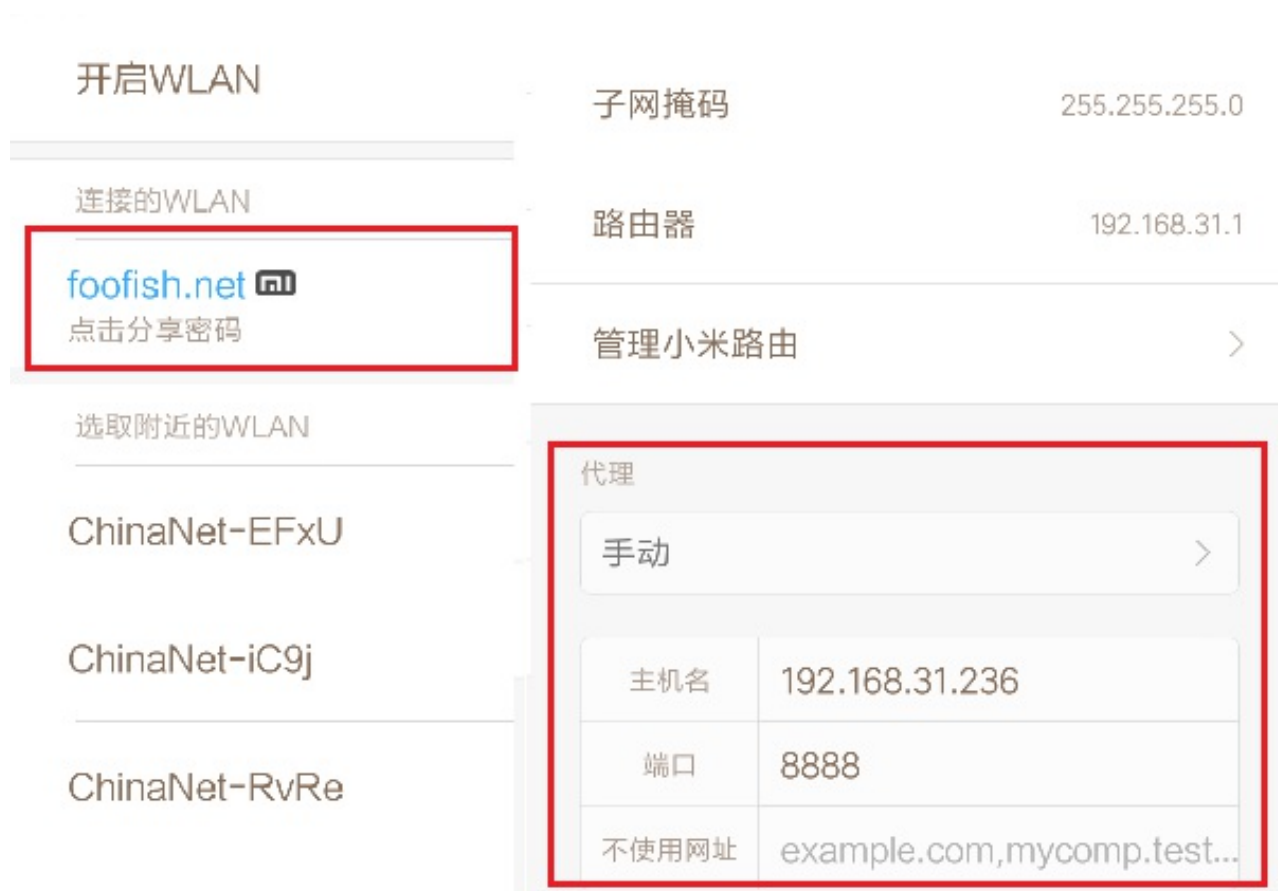 开启WLAN
连接的WLAN
foofish.net
点击分享密码
选取附近的WLAN
ChinaNet-EFxU
ChinaNet-iC9j
ChinaNet-RvRe
子网掩码 255.255.255.0
路由器 192.168.31.1
管理小米路由
代理
手动
主机名 192.168.31.236
端口 8888
不使用网址 example.com,mycomp.test...